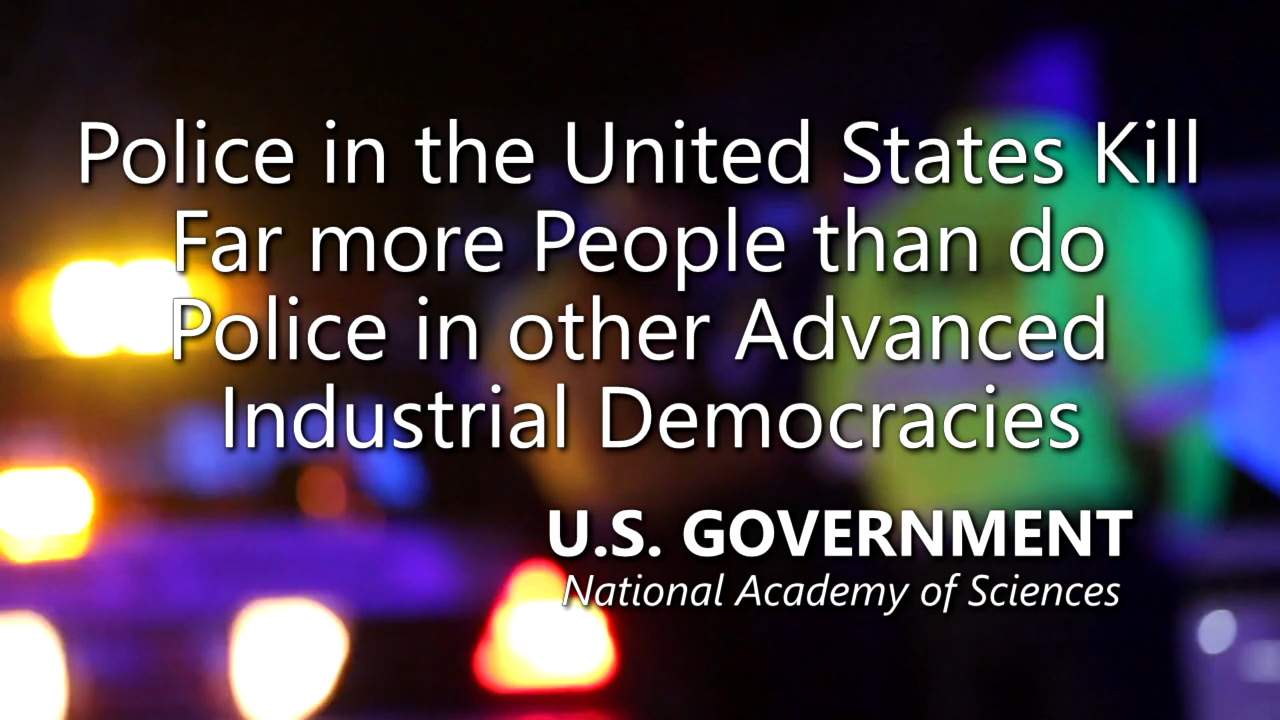 Police in the United States Kill
Far more People than do
Police in other Advanced
Industrial Democracies
U.S. GOVERNMENT
National Academy of Sciences